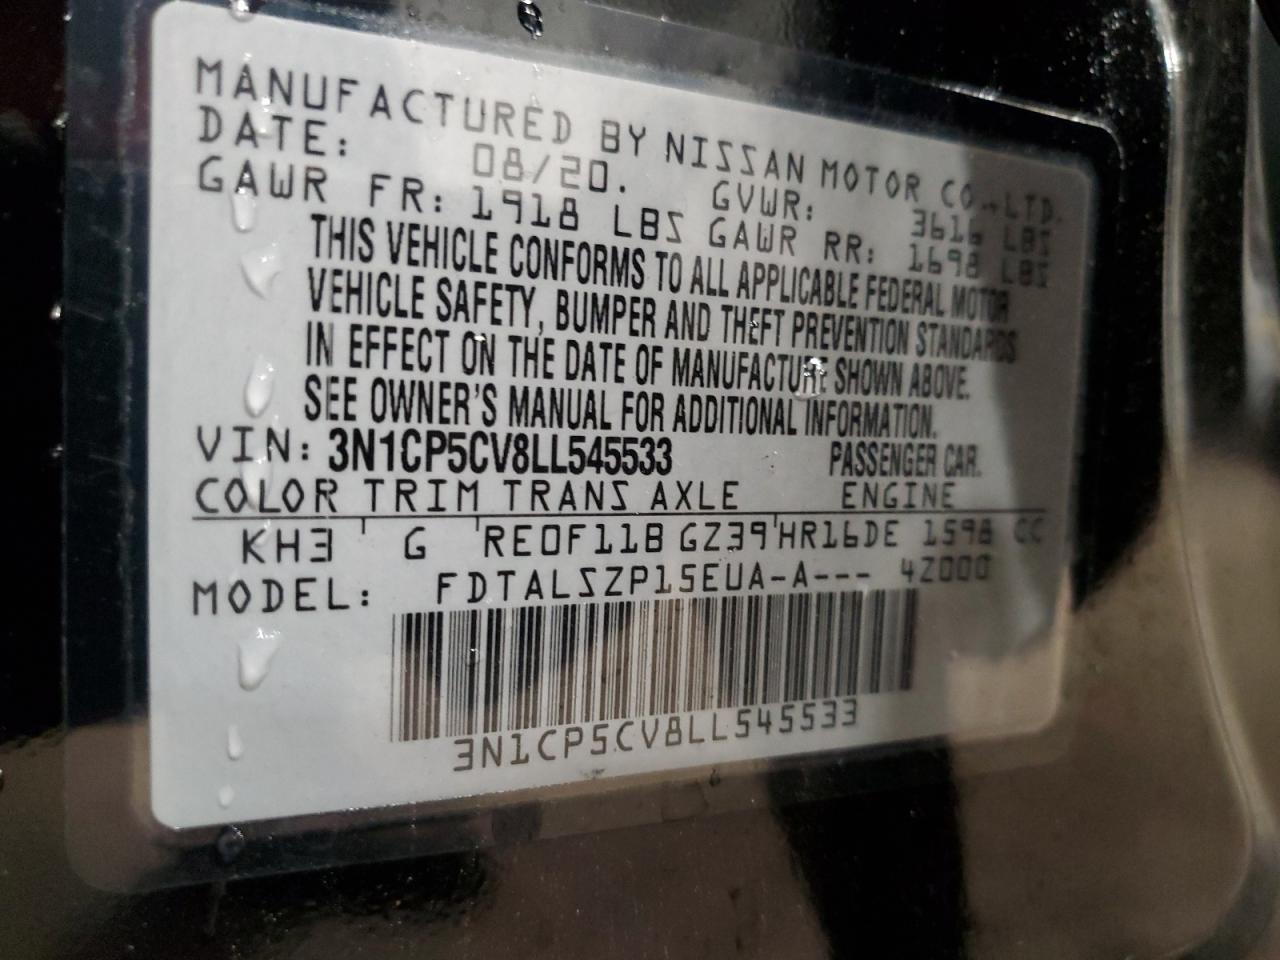 MANUFACTURED BY NISSAN MOTOR CO.,LTD.
DATE: 08/20. GVWR: 3616 LBS
GAWR FR: 1918 LBS GAWR RR: 1698 LBS
THIS VEHICLE CONFORMS TO ALL APPLICABLE FEDERAL MOTOR
VEHICLE SAFETY, BUMPER AND THEFT PREVENTION STANDARDS
IN EFFECT ON THE DATE OF MANUFACTURE SHOWN ABOVE.
SEE OWNER'S MANUAL FOR ADDITIONAL INFORMATION.
VIN: 3N1CP5CV8LL545533 PASSENGER CAR.
COLOR TRIM TRANS AXLE ENGINE
KH3 G RE0F11B GZ39 HR16DE 1598 CC
MODEL: FDTALSZP15EUA-A--- 4Z000
3N1CP5CV8LL545533